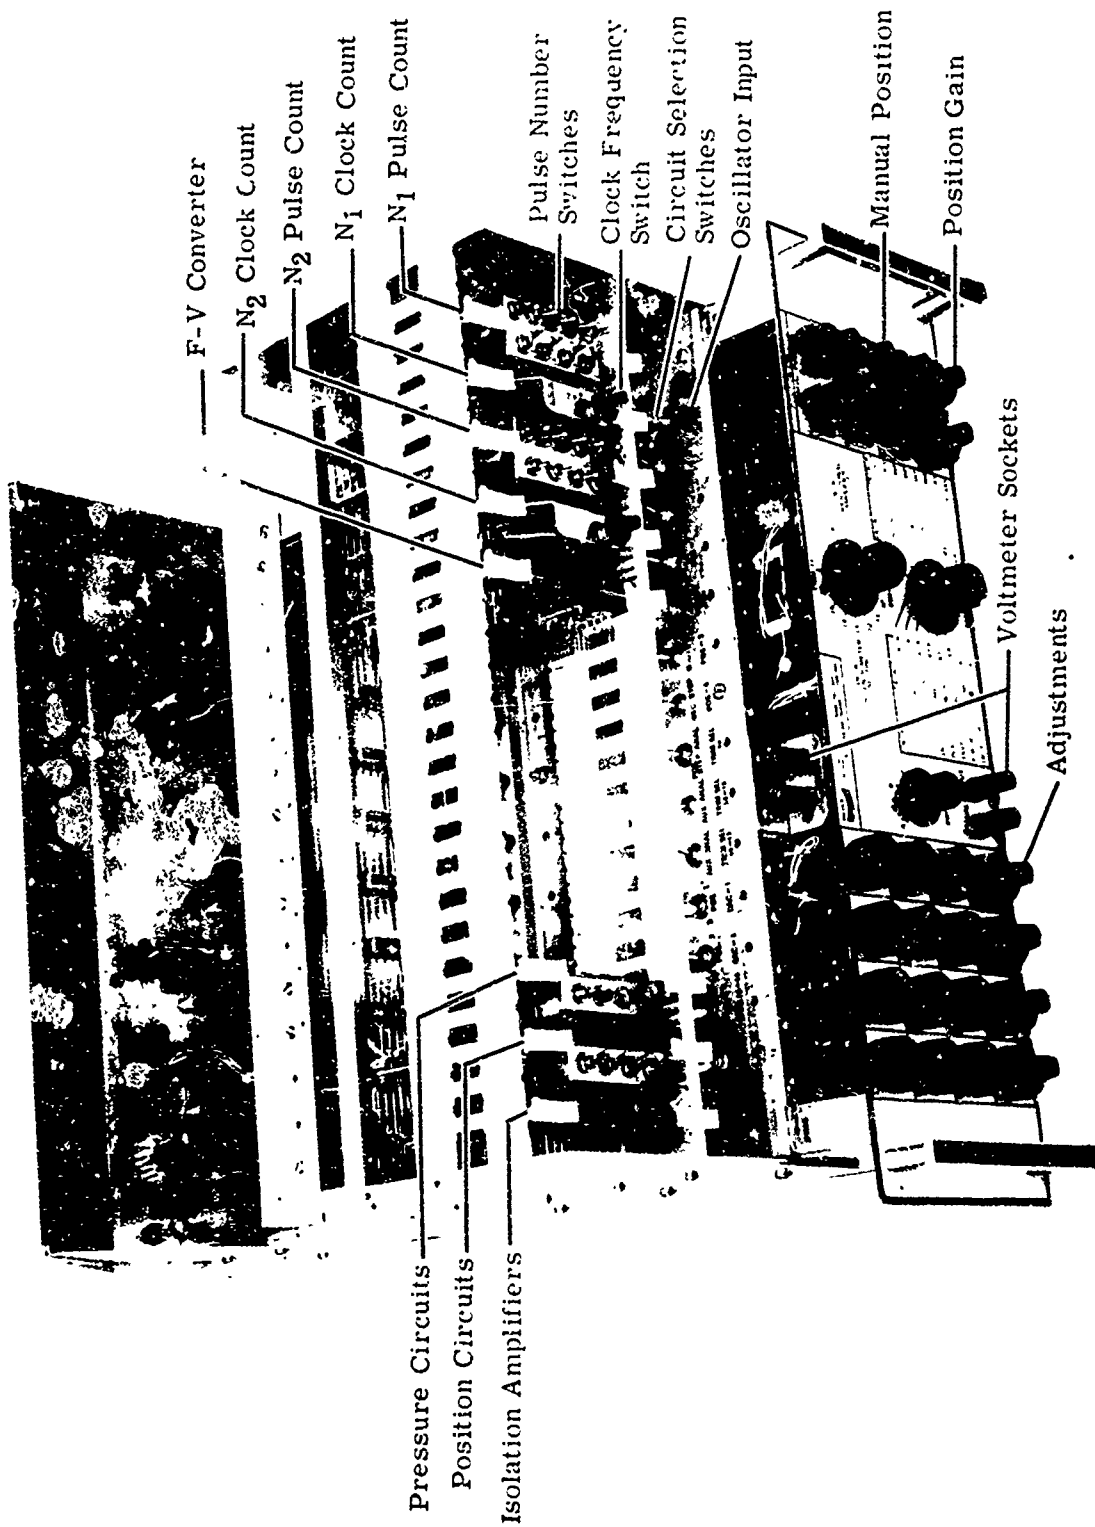 F-V Converter
N2 Clock Count
N2 Pulse Count
N1 Clock Count
N1 Pulse Count
Pulse Number
Switches
Clock Frequency
Switch
Circuit Selection
Switches
Oscillator Input
Manual Position
Position Gain
Voltmeter Sockets
Adjustments
Pressure Circuits
Position Circuits
Isolation Amplifiers